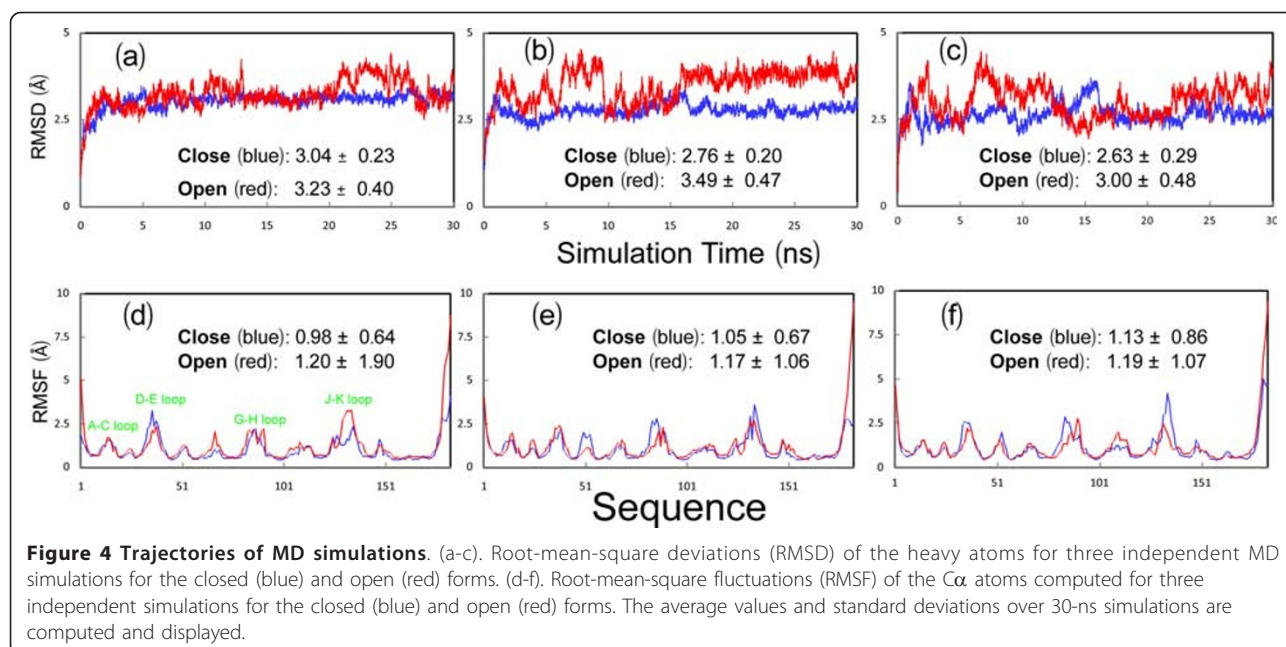 (a)
(b)
(c)
RMSD (Å)
5
2.5
0
Close (blue): 3.04 ± 0.23
Open (red): 3.23 ± 0.40
0 5 10 15 20 25 30
5
2.5
0
Close (blue): 2.76 ± 0.20
Open (red): 3.49 ± 0.47
0 5 10 15 20 25 30
5
2.5
0
Close (blue): 2.63 ± 0.29
Open (red): 3.00 ± 0.48
0 5 10 15 20 25 30
Simulation Time (ns)
(d)
(e)
(f)
RMSF (Å)
10
7.5
5
2.5
0
Close (blue): 0.98 ± 0.64
Open (red): 1.20 ± 1.90
A-C loop
D-E loop
G-H loop
J-K loop
1 51 101 151
10
7.5
5
2.5
0
Close (blue): 1.05 ± 0.67
Open (red): 1.17 ± 1.06
1 51 101 151
10
7.5
5
2.5
0
Close (blue): 1.13 ± 0.86
Open (red): 1.19 ± 1.07
1 51 101 151
Sequence
Figure 4 Trajectories of MD simulations. (a-c). Root-mean-square deviations (RMSD) of the heavy atoms for three independent MD
simulations for the closed (blue) and open (red) forms. (d-f). Root-mean-square fluctuations (RMSF) of the Cα atoms computed for three
independent simulations for the closed (blue) and open (red) forms. The average values and standard deviations over 30-ns simulations are
computed and displayed.